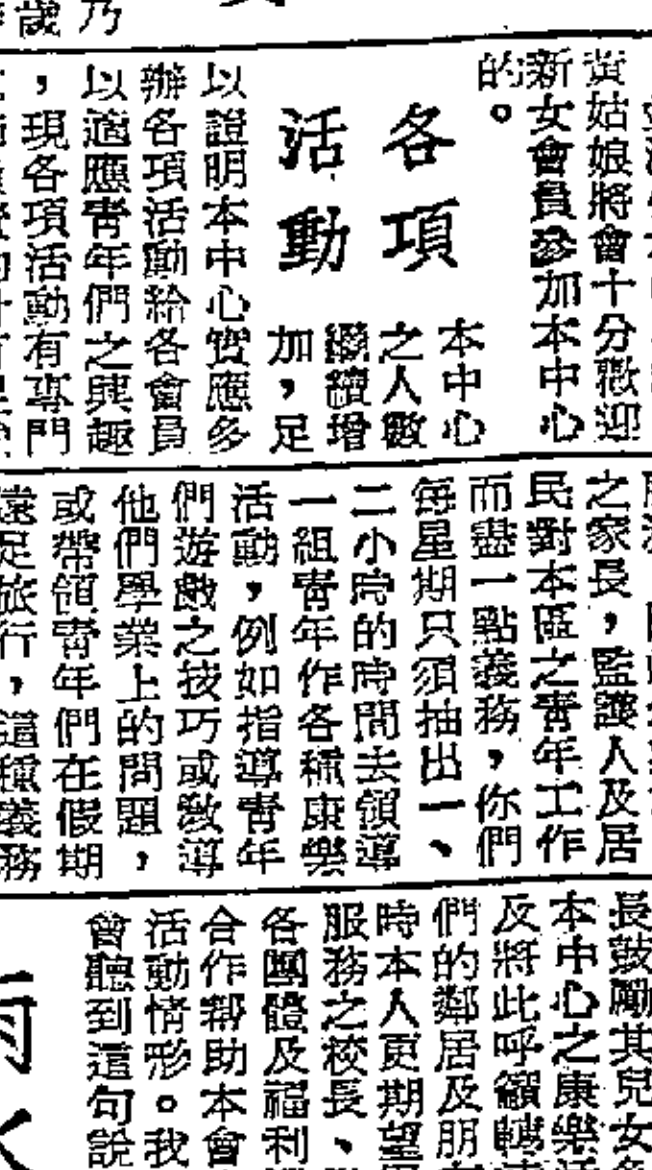 歲乃
黃姑娘將會十分歡迎
新女會員參加本中心
的。
各項
活動
本中心
之人數
繼續增
加，足
以證明本中心實應多
辦各項活動給各會員
以適應青年們之興趣
，現各項活動有專門
之家長，監護人及居
民對本區之青年工作
而盡一點義務，你們
每星期只須抽出一、
二小時的時間去領導
一組青年作各種康樂
活動，例如指導青年
們遊戲之技巧或教導
他們學業上的問題，
或帶領青年們在假期
遠足旅行，這種義務
長鼓勵其兒女
本中心之康樂
及將此呼籲轉
們的鄰居及朋
時本人更期望
服務之校長、
各團體及福利
合作幫助本會
活動情形。我
會聽到這句說